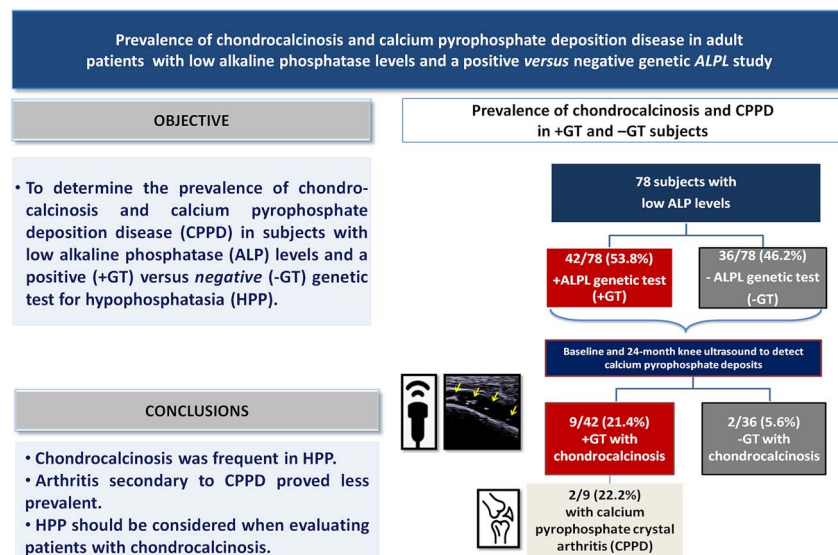 Prevalence of chondrocalcinosis and calcium pyrophosphate deposition disease in adult
patients with low alkaline phosphatase levels and a positive versus negative genetic ALPL study
OBJECTIVE
• To determine the prevalence of chondro-
calcinosis and calcium pyrophosphate
deposition disease (CPPD) in subjects with
low alkaline phosphatase (ALP) levels and a
positive (+GT) versus negative (-GT) genetic
test for hypophosphatasia (HPP).
CONCLUSIONS
• Chondrocalcinosis was frequent in HPP.
• Arthritis secondary to CPPD proved less
prevalent.
• HPP should be considered when evaluating
patients with chondrocalcinosis.
Prevalence of chondrocalcinosis and CPPD
in +GT and –GT subjects
78 subjects with
low ALP levels
42/78 (53.8%)
+ALPL genetic test
(+GT)
36/78 (46.2%)
- ALPL genetic test
(-GT)
Baseline and 24-month knee ultrasound to detect
calcium pyrophosphate deposits
9/42 (21.4%)
+GT with
chondrocalcinosis
2/36 (5.6%)
-GT with
chondrocalcinosis
2/9 (22.2%)
with calcium
pyrophosphate crystal
arthritis (CPPD)